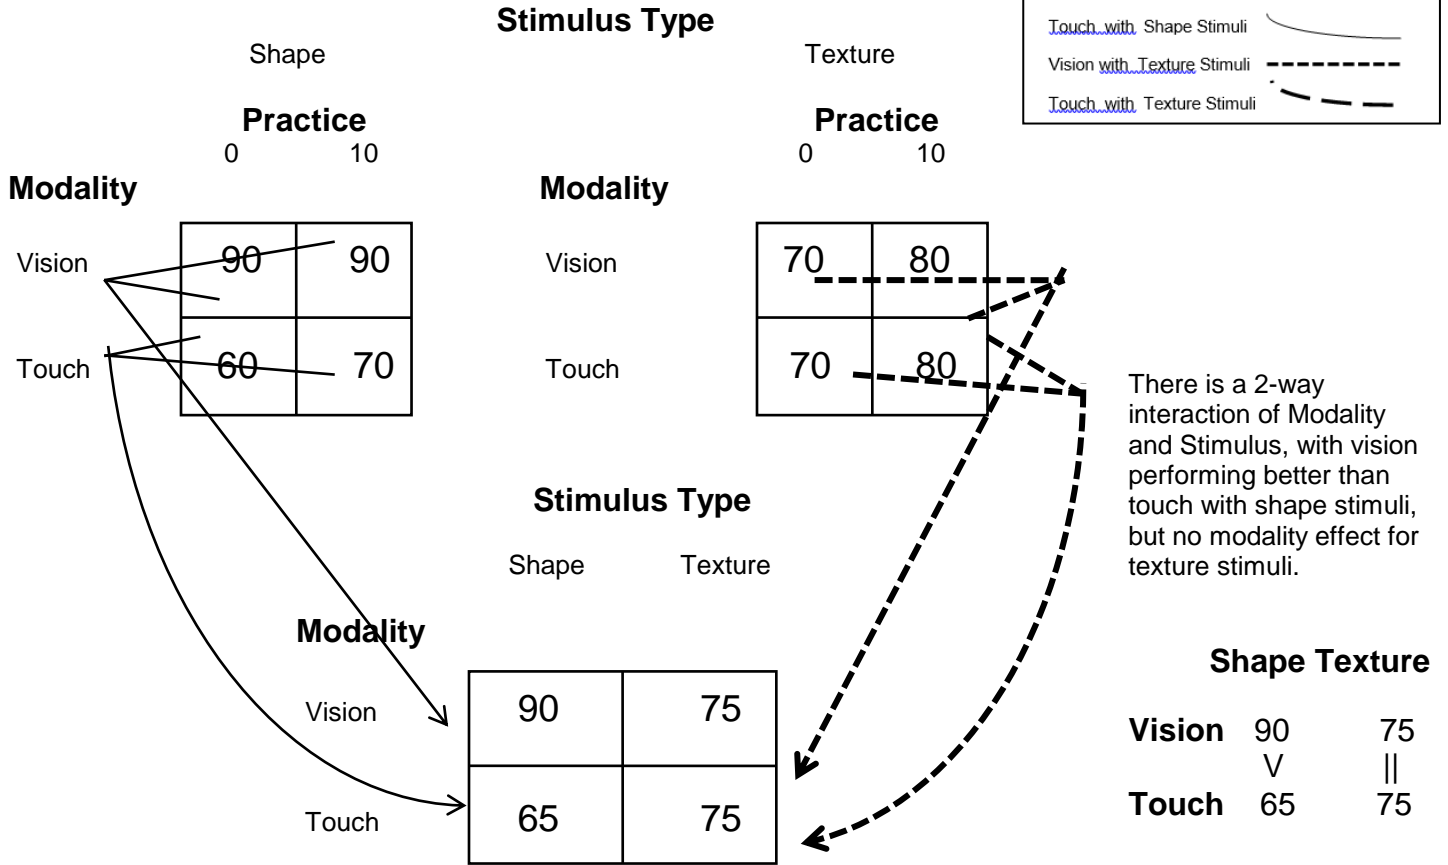 Stimulus Type
Shape Texture
Practice Practice
0 10 0 10
Modality Modality
Vision 90 90 Vision 70 80
Touch 60 70 Touch 70 80
Touch with Shape Stimuli
Vision with Texture Stimuli
Touch with Texture Stimuli
Stimulus Type
Shape Texture
Modality
Vision 90 75
Touch 65 75
There is a 2-way
interaction of Modality
and Stimulus, with vision
performing better than
touch with shape stimuli,
but no modality effect for
texture stimuli.
Shape Texture
Vision 90 75
V ||
Touch 65 75